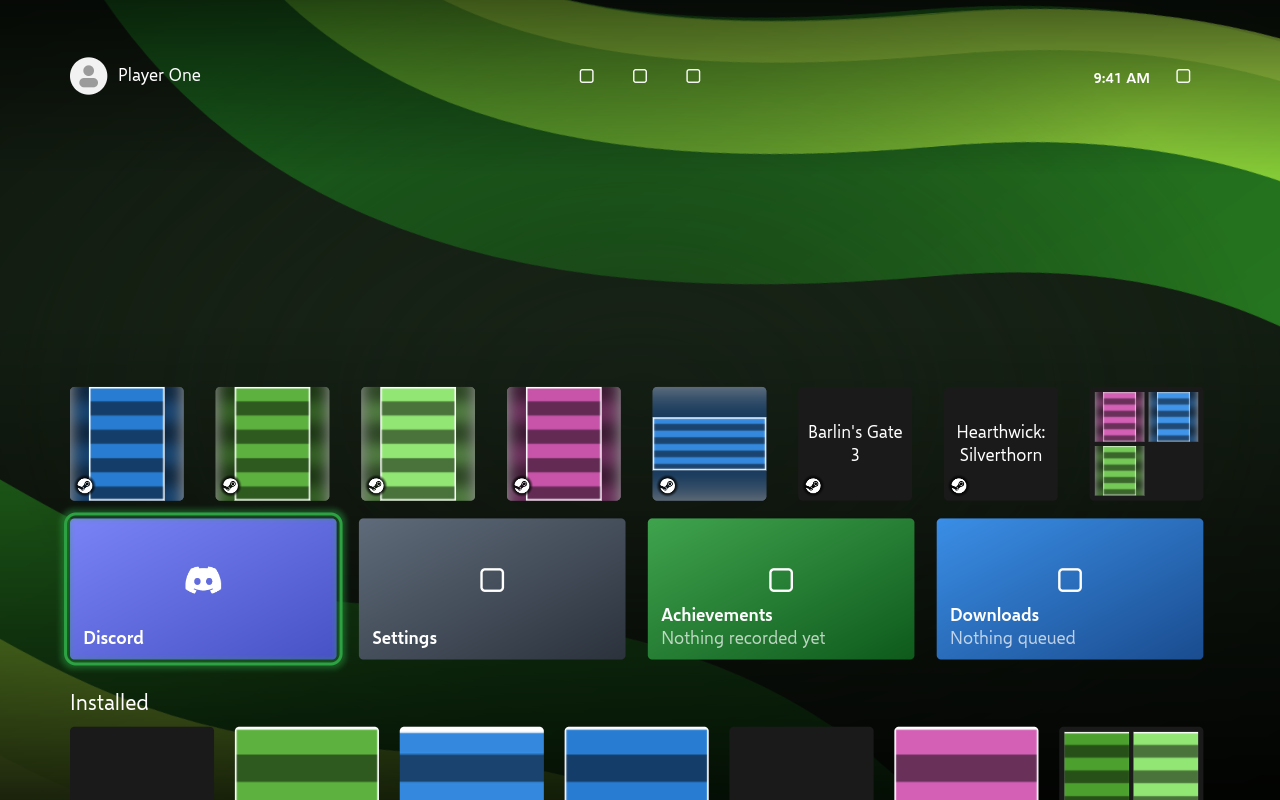 Player One
9:41 AM
Barlin's Gate
3
Hearthwick:
Silverthorn
Discord
Settings
Achievements
Nothing recorded yet
Downloads
Nothing queued
Installed